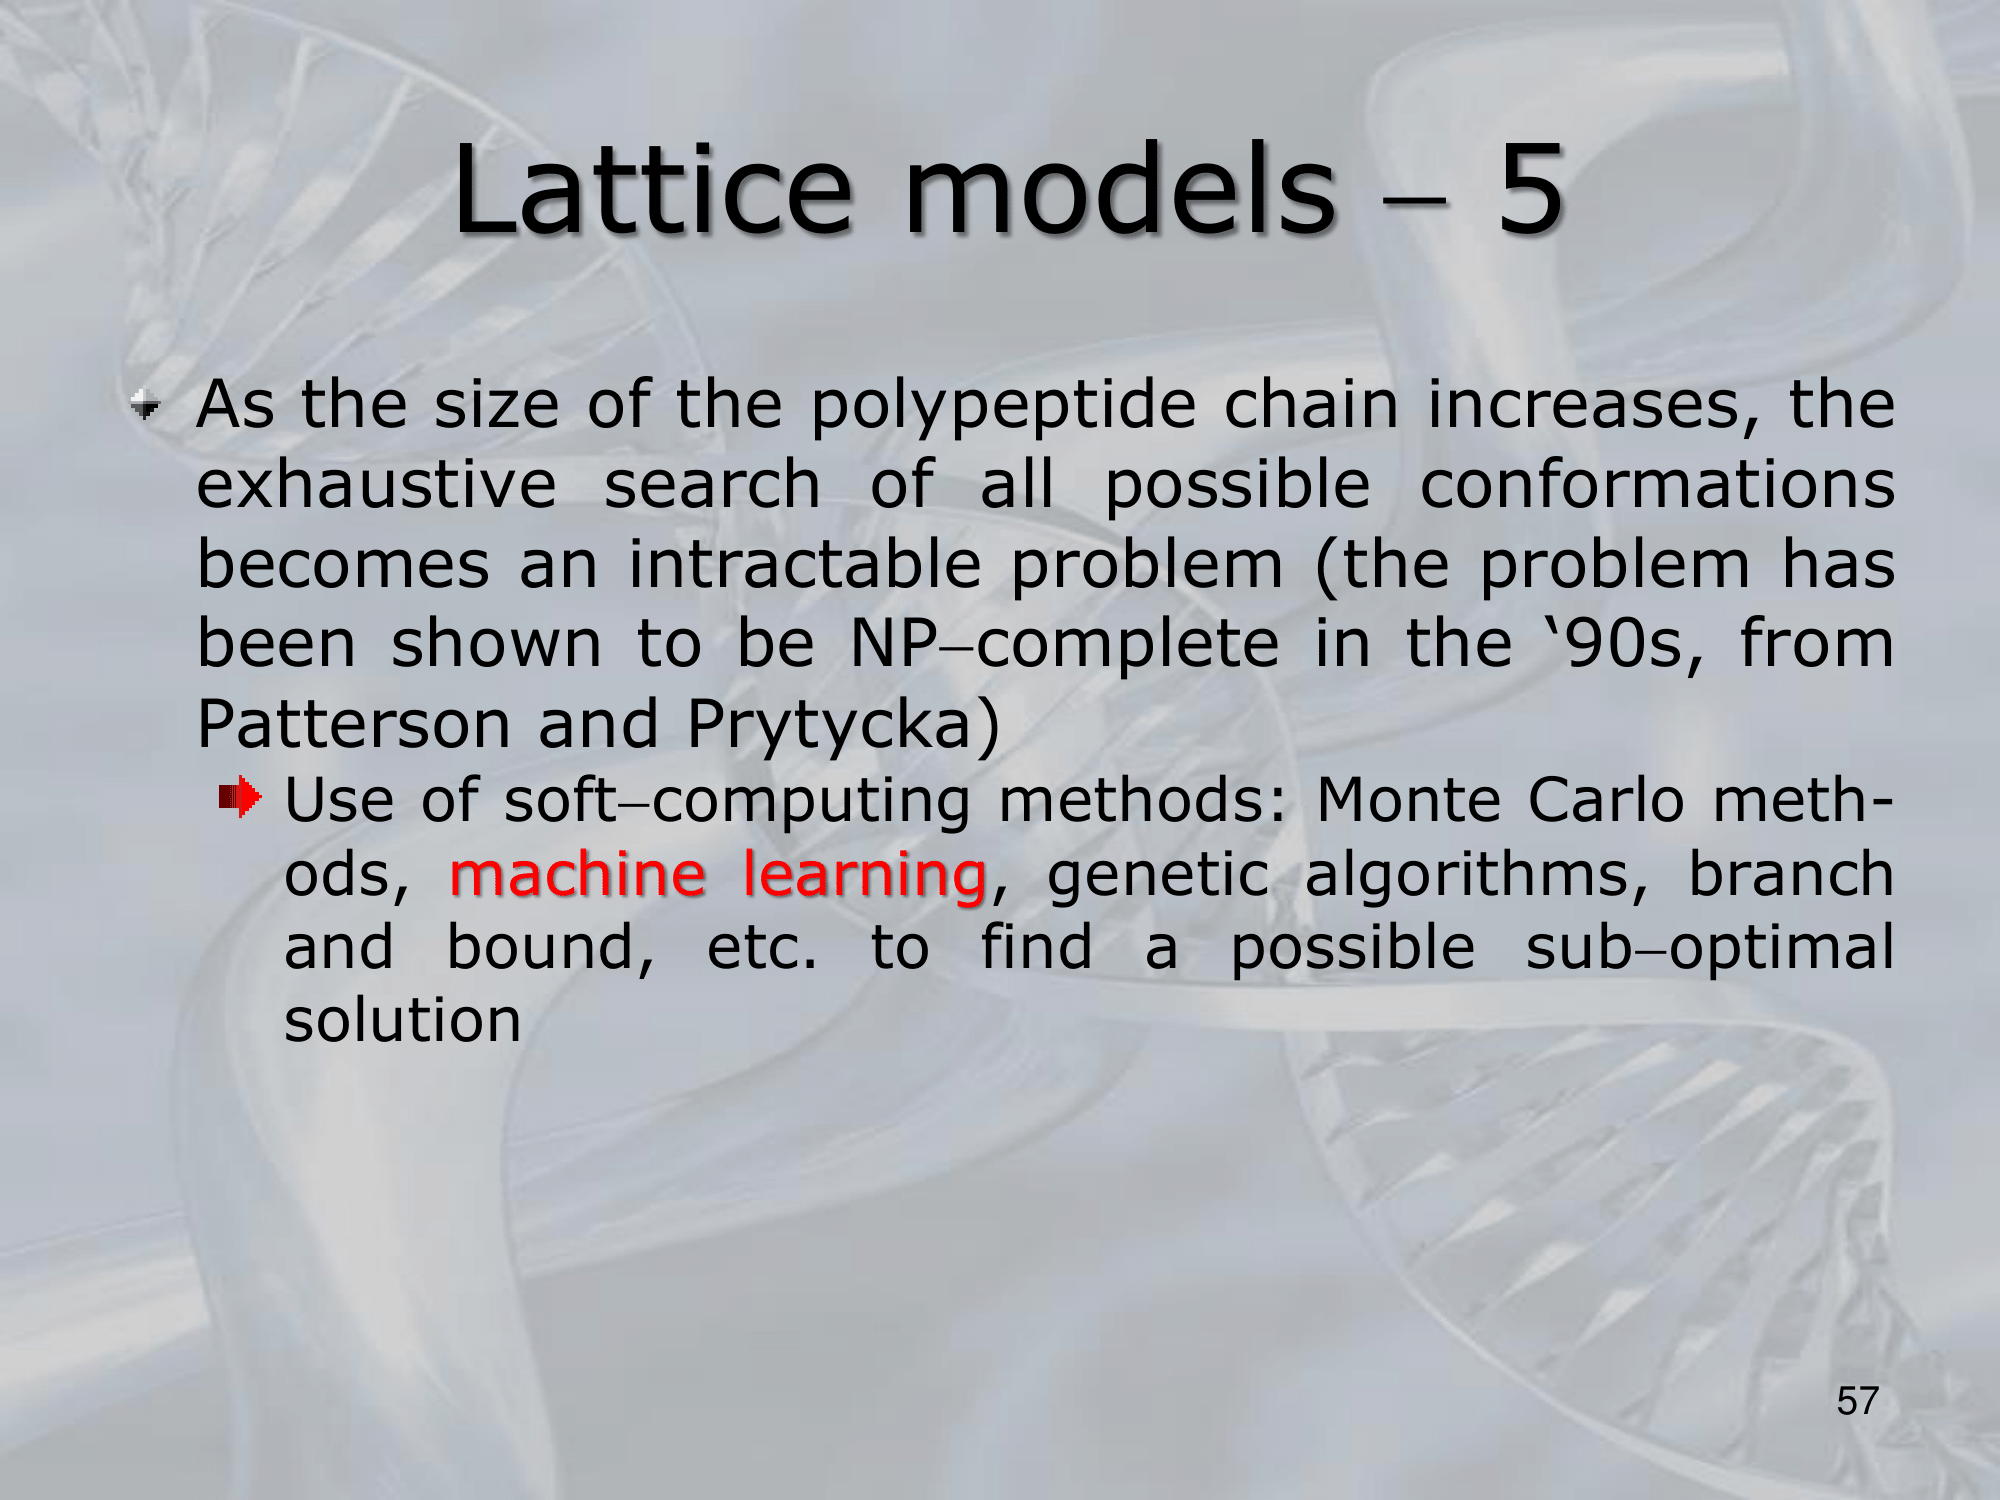 Lattice models – 5
As the size of the polypeptide chain increases, the
exhaustive search of all possible conformations
becomes an intractable problem (the problem has
been shown to be NP–complete in the ‘90s, from
Patterson and Prytycka)
Use of soft–computing methods: Monte Carlo meth-
ods, machine learning, genetic algorithms, branch
and bound, etc. to find a possible sub–optimal
solution
57